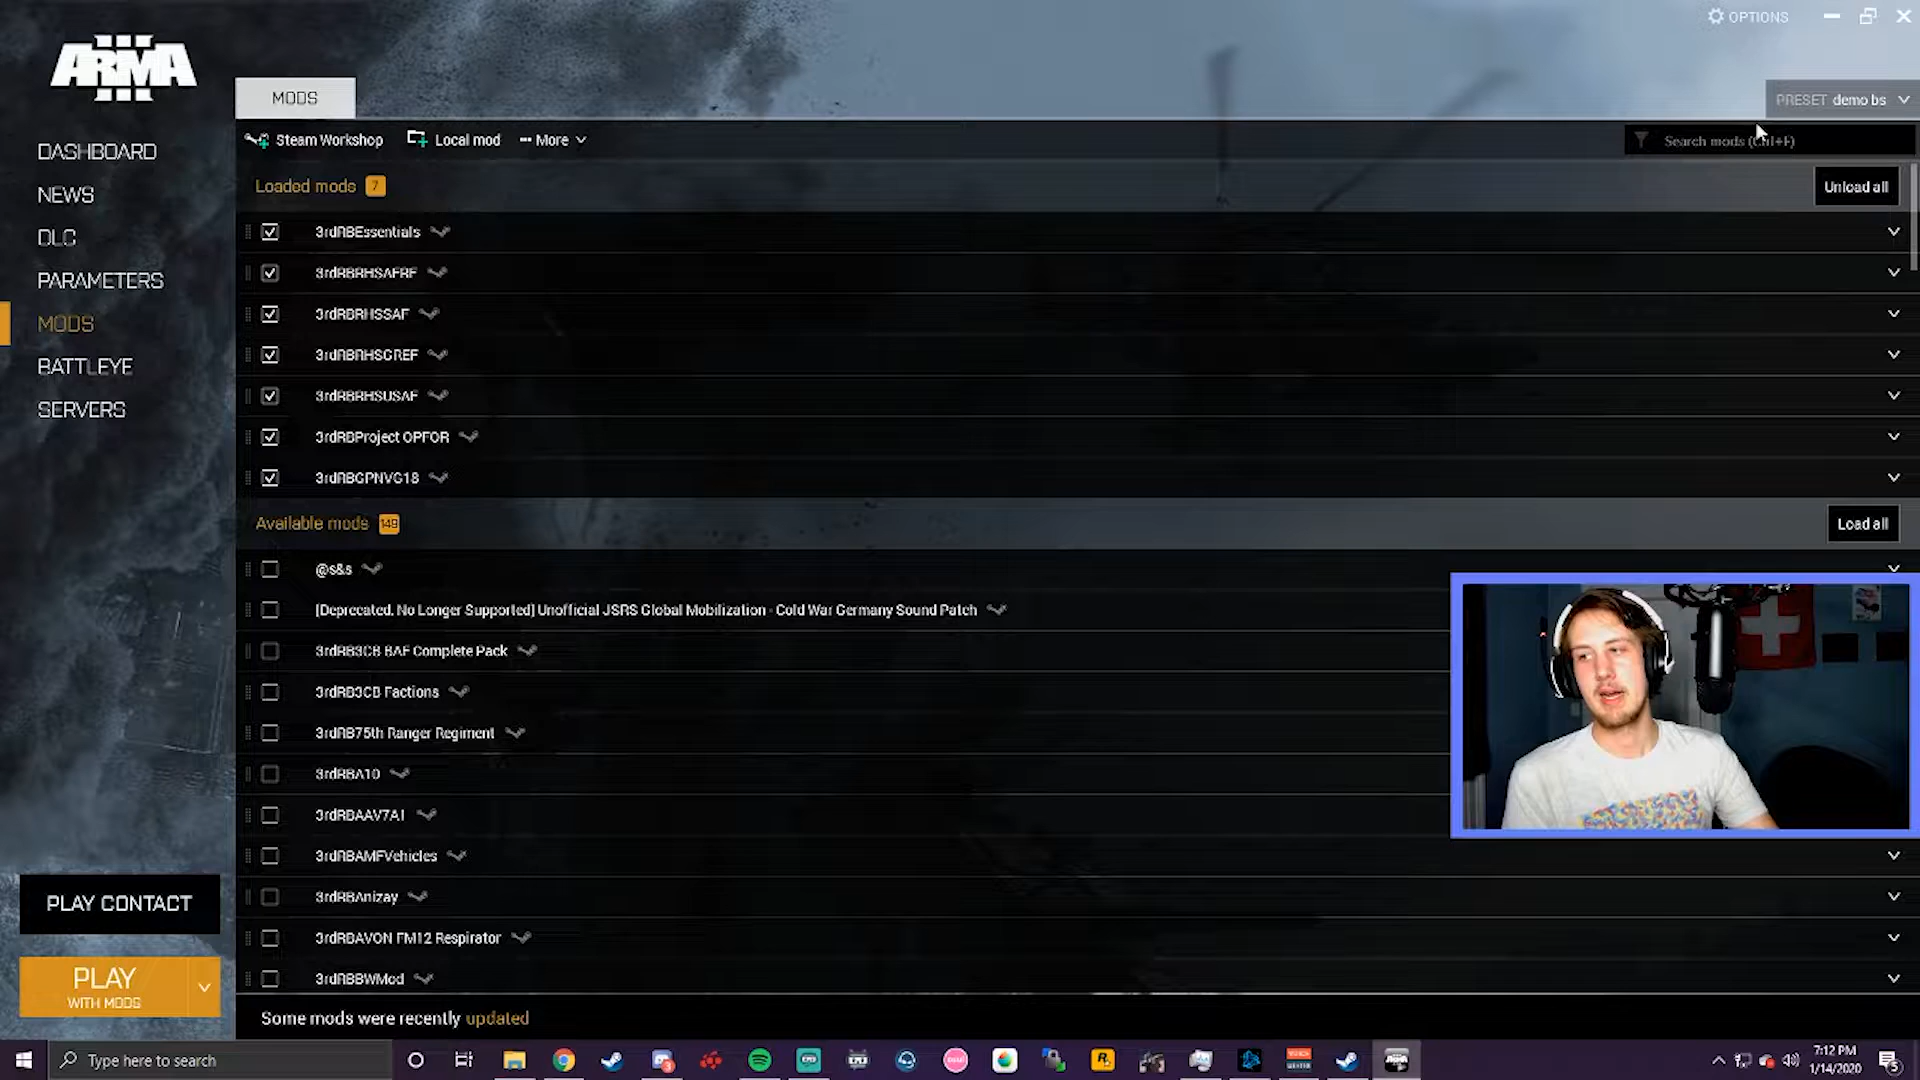 OPTIONS
ARMA III
MODS
PRESET demo bs
Steam Workshop
Local mod
More
Search mods (Ctrl+F)
DASHBOARD
NEWS
DLC
PARAMETERS
MODS
BATTLEYE
SERVERS
Loaded mods 7
Unload all
3rdRBEssentials
3rdRBRHSAFRF
3rdRBRHSSAF
3rdRBRHSGREF
3rdRBRHSUSAF
3rdRBProject OPFOR
3rdRBGPNVG18
Available mods 149
Load all
@s&s
[Deprecated. No Longer Supported] Unofficial JSRS Global Mobilization - Cold War Germany Sound Patch
3rdRB3CB BAF Complete Pack
3rdRB3CB Factions
3rdRB75th Ranger Regiment
3rdRBA10
3rdRBAAV7A1
3rdRBAMFVehicles
3rdRBAnizay
3rdRBAVON FM12 Respirator
3rdRBBWMod
PLAY CONTACT
PLAY
WITH MODS
Some mods were recently updated
Type here to search
7:12 PM
1/14/2020